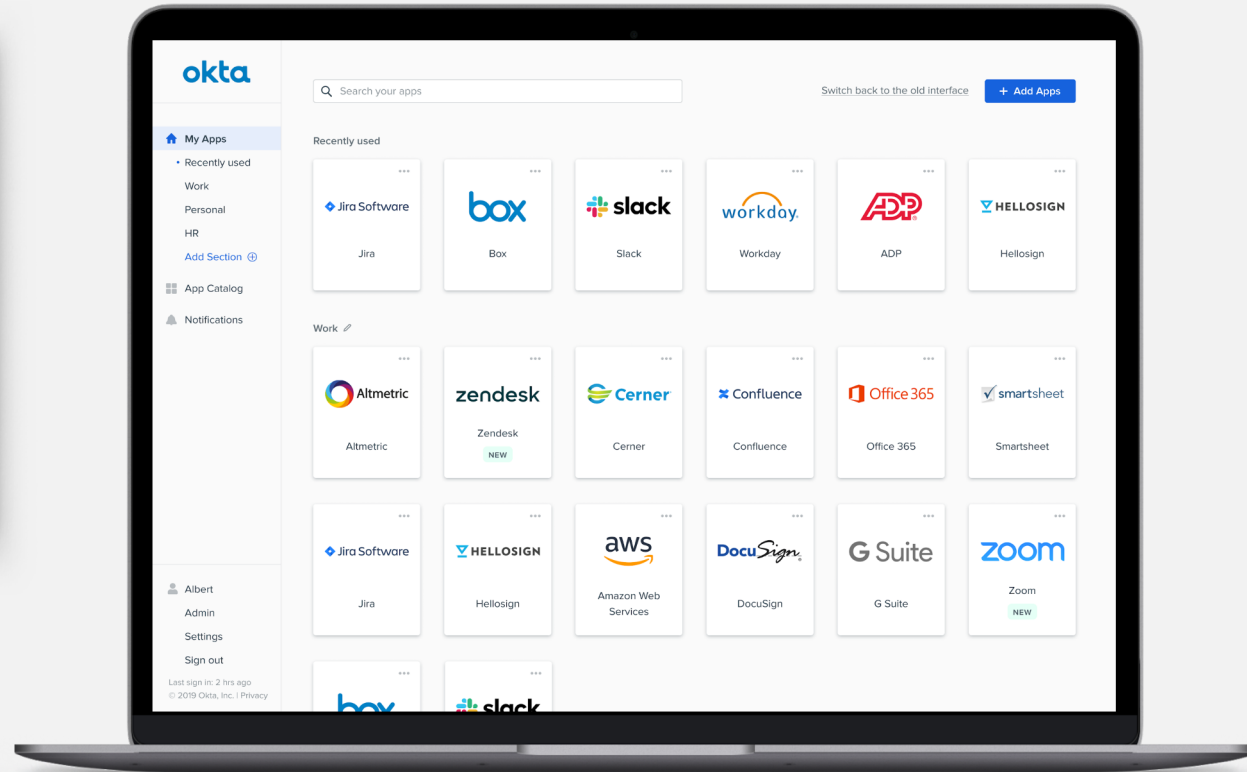 okta
Search your apps
Switch back to the old interface
+ Add Apps
My Apps
• Recently used
Work
Personal
HR
Add Section
App Catalog
Notifications
Albert
Admin
Settings
Sign out
Last sign in: 2 hrs ago
© 2019 Okta, Inc. | Privacy
Recently used
Jira Software
Jira
box
Box
slack
Slack
workday.
Workday
ADP
ADP
HELLOSIGN
Hellosign
Work
Altmetric
Altmetric
zendesk
Zendesk
NEW
Cerner
Cerner
Confluence
Confluence
Office 365
Office 365
smartsheet
Smartsheet
Jira Software
Jira
HELLOSIGN
Hellosign
aws
Amazon Web
Services
DocuSign
DocuSign
G Suite
G Suite
zoom
Zoom
NEW
box
slack